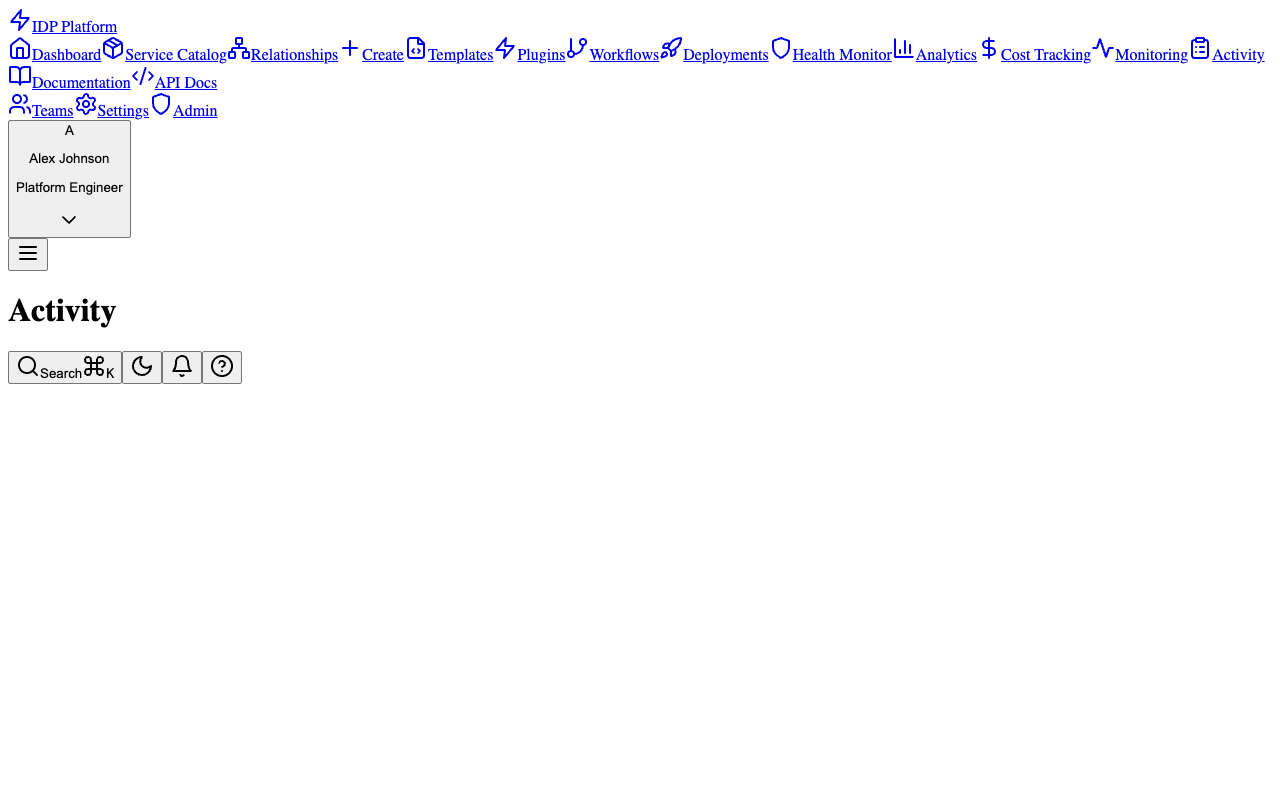 IDP Platform
Dashboard Service Catalog Relationships Create Templates Plugins Workflows Deployments Health Monitor Analytics Cost Tracking Monitoring Activity
Documentation API Docs
Teams Settings Admin
A
Alex Johnson
Platform Engineer
Activity
Search K